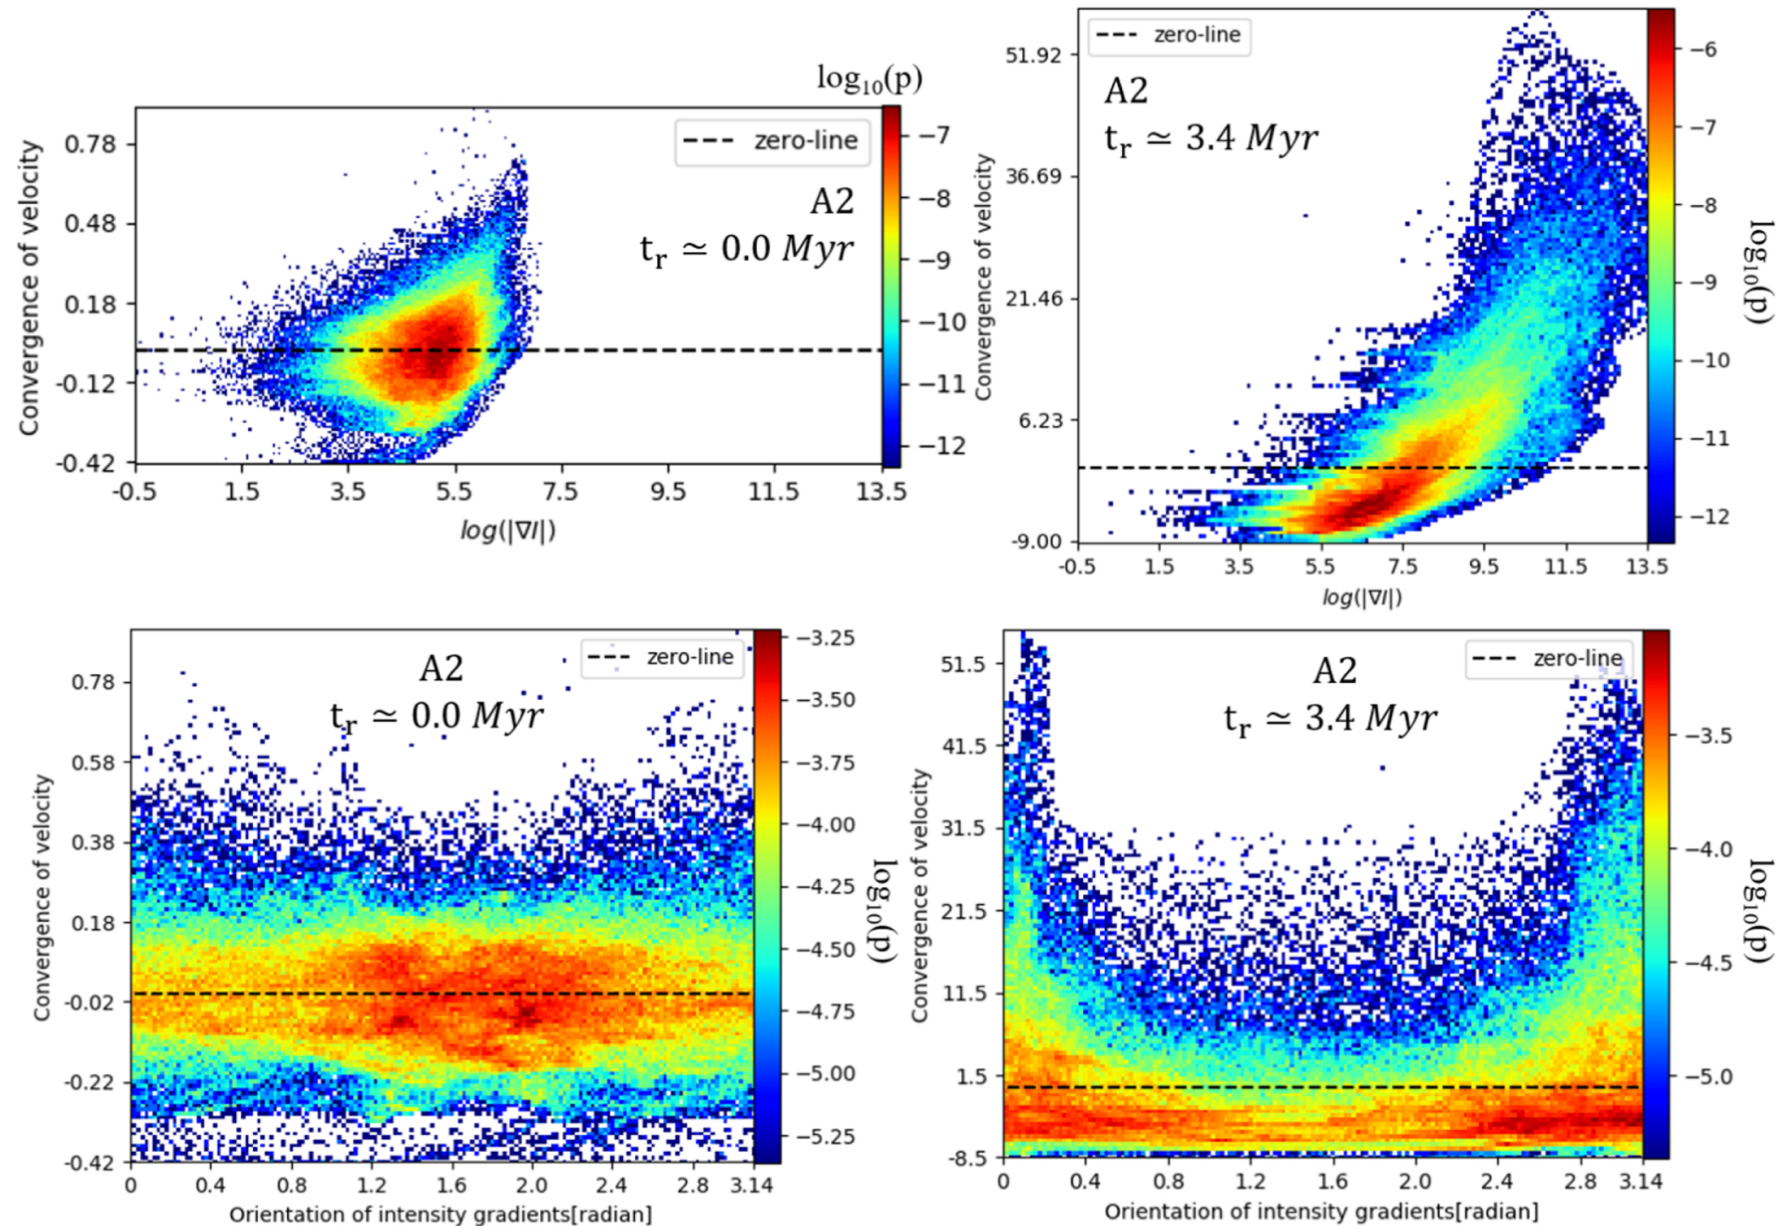 log₁₀(p)
zero-line
A2
tᵣ ≃ 0.0 Myr
Convergence of velocity
0.78
0.48
0.18
-0.12
-0.42
-0.5 1.5 3.5 5.5 7.5 9.5 11.5 13.5
log(|∇I|)
−7
−8
−9
−10
−11
−12
zero-line
A2
tᵣ ≃ 3.4 Myr
Convergence of velocity
51.92
36.69
21.46
6.23
-9.00
-0.5 1.5 3.5 5.5 7.5 9.5 11.5 13.5
log(|∇I|)
−6
−7
−8
−9
−10
−11
−12
log₁₀(p)
zero-line
A2
tᵣ ≃ 0.0 Myr
Convergence of velocity
0.78
0.58
0.38
0.18
-0.02
-0.22
-0.42
0 0.4 0.8 1.2 1.6 2.0 2.4 2.8 3.14
Orientation of intensity gradients[radian]
−3.25
−3.50
−3.75
−4.00
−4.25
−4.50
−4.75
−5.00
−5.25
log₁₀(p)
zero-line
A2
tᵣ ≃ 3.4 Myr
Convergence of velocity
51.5
41.5
31.5
21.5
11.5
1.5
-8.5
0 0.4 0.8 1.2 1.6 2.0 2.4 2.8 3.14
Orientation of intensity gradients[radian]
−3.5
−4.0
−4.5
−5.0
log₁₀(p)